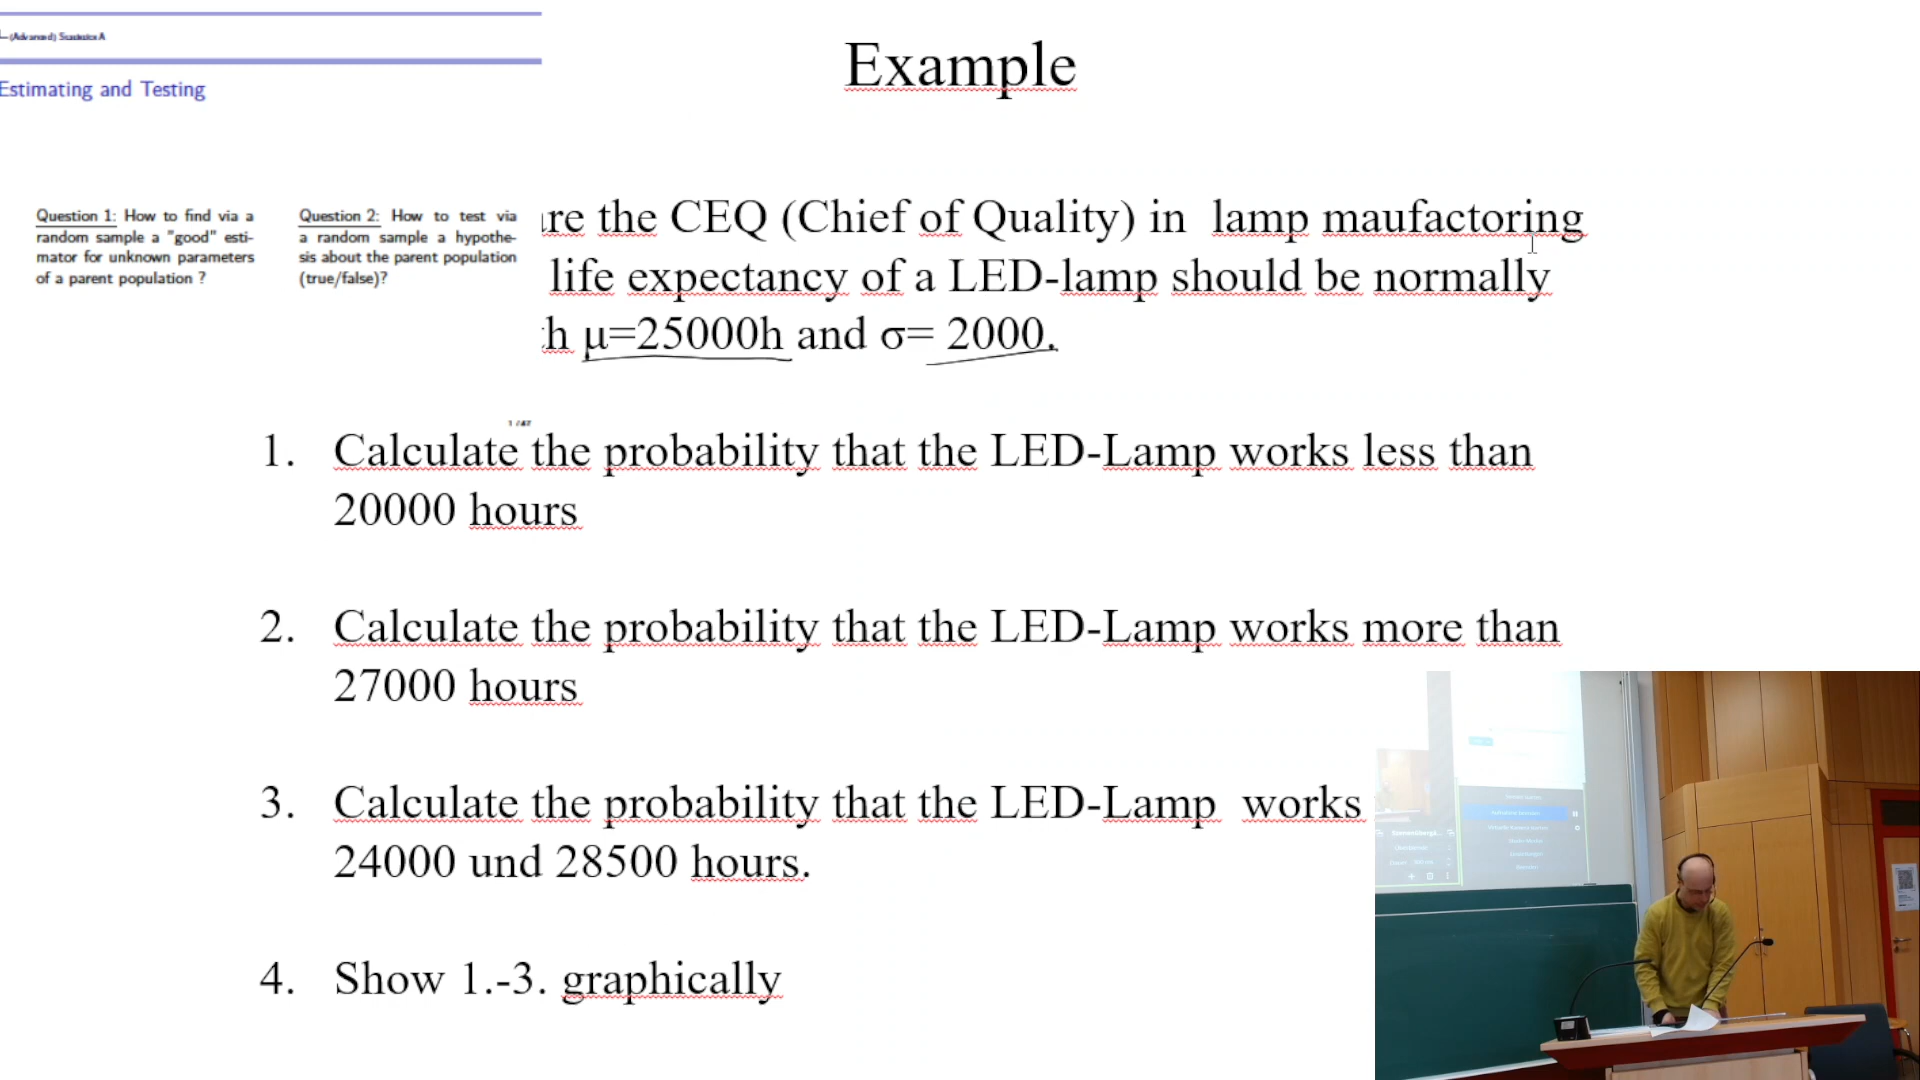 (Advanced) Statistics A
Example
Estimating and Testing
Question 1: How to find via a
random sample a "good" esti-
mator for unknown parameters
of a parent population ?
Question 2: How to test via
a random sample a hypothe-
sis about the parent population
(true/false)?
re the CEQ (Chief of Quality) in lamp maufactoring
life expectancy of a LED-lamp should be normally
h μ=25000h and σ= 2000.
1 / 47
1. Calculate the probability that the LED-Lamp works less than
20000 hours
2. Calculate the probability that the LED-Lamp works more than
27000 hours
3. Calculate the probability that the LED-Lamp works
24000 und 28500 hours.
4. Show 1.-3. graphically